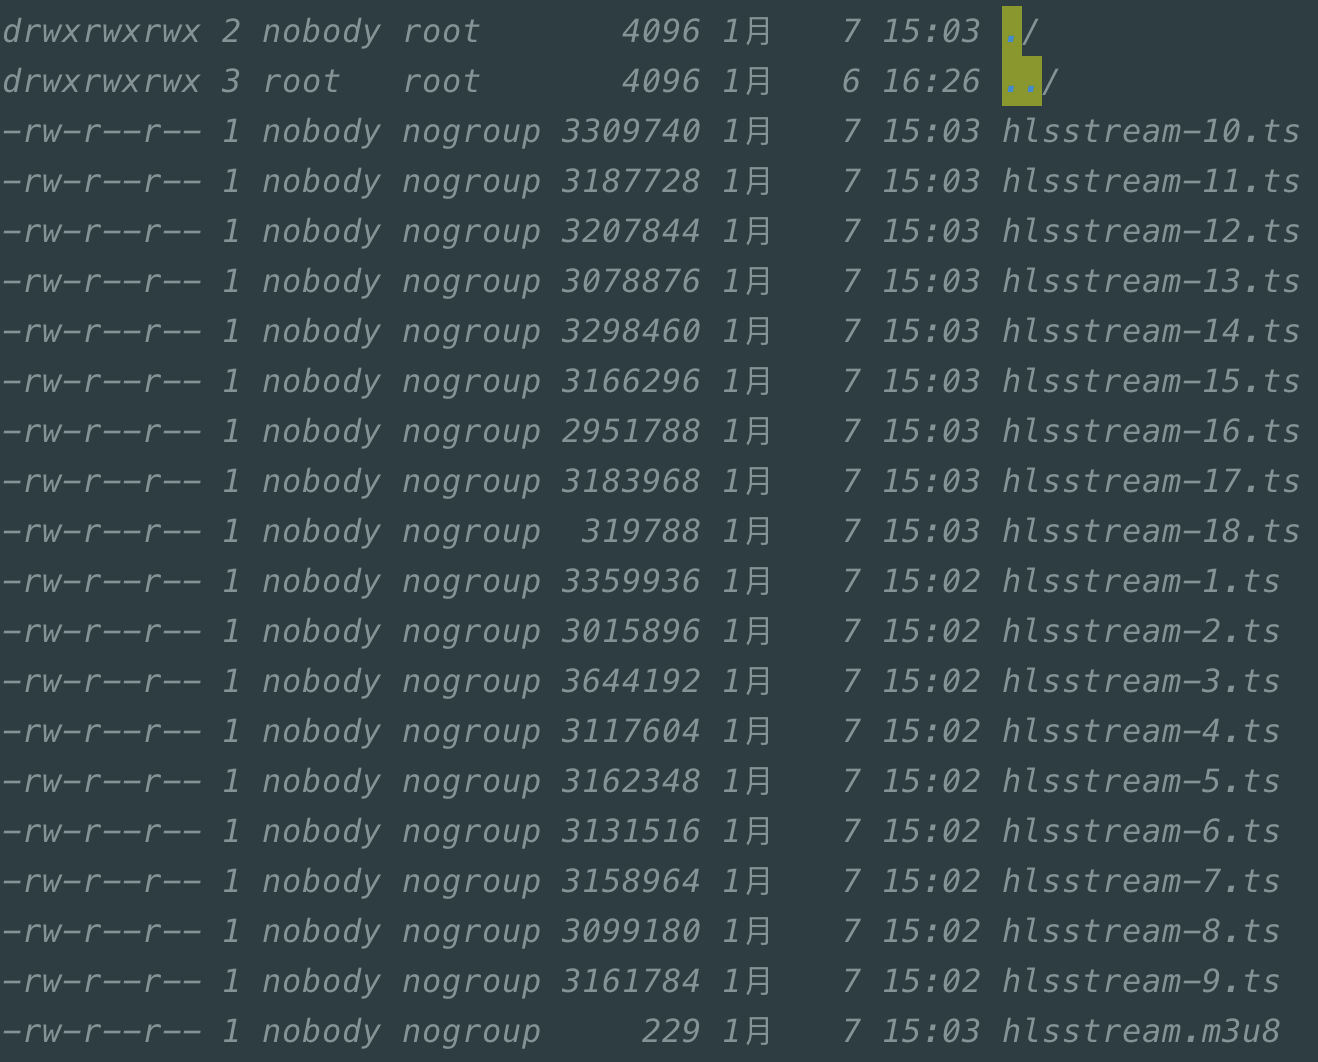 drwxrwxrwx 2 nobody root 4096 1月 7 15:03 ./
drwxrwxrwx 3 root root 4096 1月 6 16:26 ../
-rw-r--r-- 1 nobody nogroup 3309740 1月 7 15:03 hlsstream-10.ts
-rw-r--r-- 1 nobody nogroup 3187728 1月 7 15:03 hlsstream-11.ts
-rw-r--r-- 1 nobody nogroup 3207844 1月 7 15:03 hlsstream-12.ts
-rw-r--r-- 1 nobody nogroup 3078876 1月 7 15:03 hlsstream-13.ts
-rw-r--r-- 1 nobody nogroup 3298460 1月 7 15:03 hlsstream-14.ts
-rw-r--r-- 1 nobody nogroup 3166296 1月 7 15:03 hlsstream-15.ts
-rw-r--r-- 1 nobody nogroup 2951788 1月 7 15:03 hlsstream-16.ts
-rw-r--r-- 1 nobody nogroup 3183968 1月 7 15:03 hlsstream-17.ts
-rw-r--r-- 1 nobody nogroup 319788 1月 7 15:03 hlsstream-18.ts
-rw-r--r-- 1 nobody nogroup 3359936 1月 7 15:02 hlsstream-1.ts
-rw-r--r-- 1 nobody nogroup 3015896 1月 7 15:02 hlsstream-2.ts
-rw-r--r-- 1 nobody nogroup 3644192 1月 7 15:02 hlsstream-3.ts
-rw-r--r-- 1 nobody nogroup 3117604 1月 7 15:02 hlsstream-4.ts
-rw-r--r-- 1 nobody nogroup 3162348 1月 7 15:02 hlsstream-5.ts
-rw-r--r-- 1 nobody nogroup 3131516 1月 7 15:02 hlsstream-6.ts
-rw-r--r-- 1 nobody nogroup 3158964 1月 7 15:02 hlsstream-7.ts
-rw-r--r-- 1 nobody nogroup 3099180 1月 7 15:02 hlsstream-8.ts
-rw-r--r-- 1 nobody nogroup 3161784 1月 7 15:02 hlsstream-9.ts
-rw-r--r-- 1 nobody nogroup 229 1月 7 15:03 hlsstream.m3u8